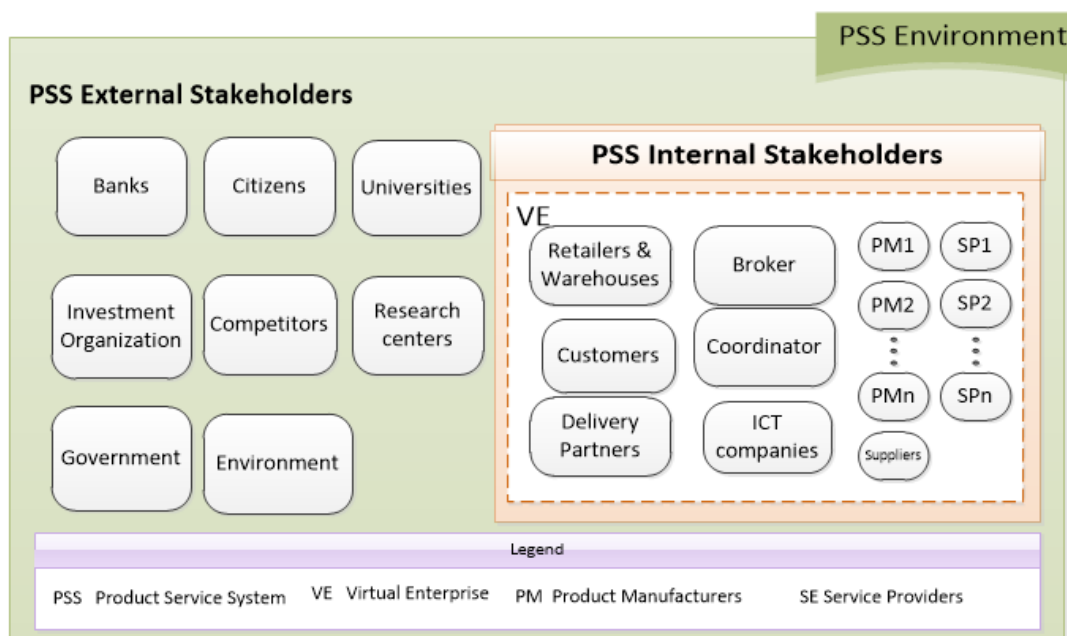 PSS Environment
PSS External Stakeholders
Banks
Citizens
Universities
Investment
Organization
Competitors
Research
centers
Government
Environment
PSS Internal Stakeholders
VE
Retailers &
Warehouses
Broker
PM1
SP1
PM2
SP2
Customers
Coordinator
PMn
SPn
Delivery
Partners
ICT
companies
Suppliers
Legend
PSS Product Service System
VE Virtual Enterprise
PM Product Manufacturers
SE Service Providers